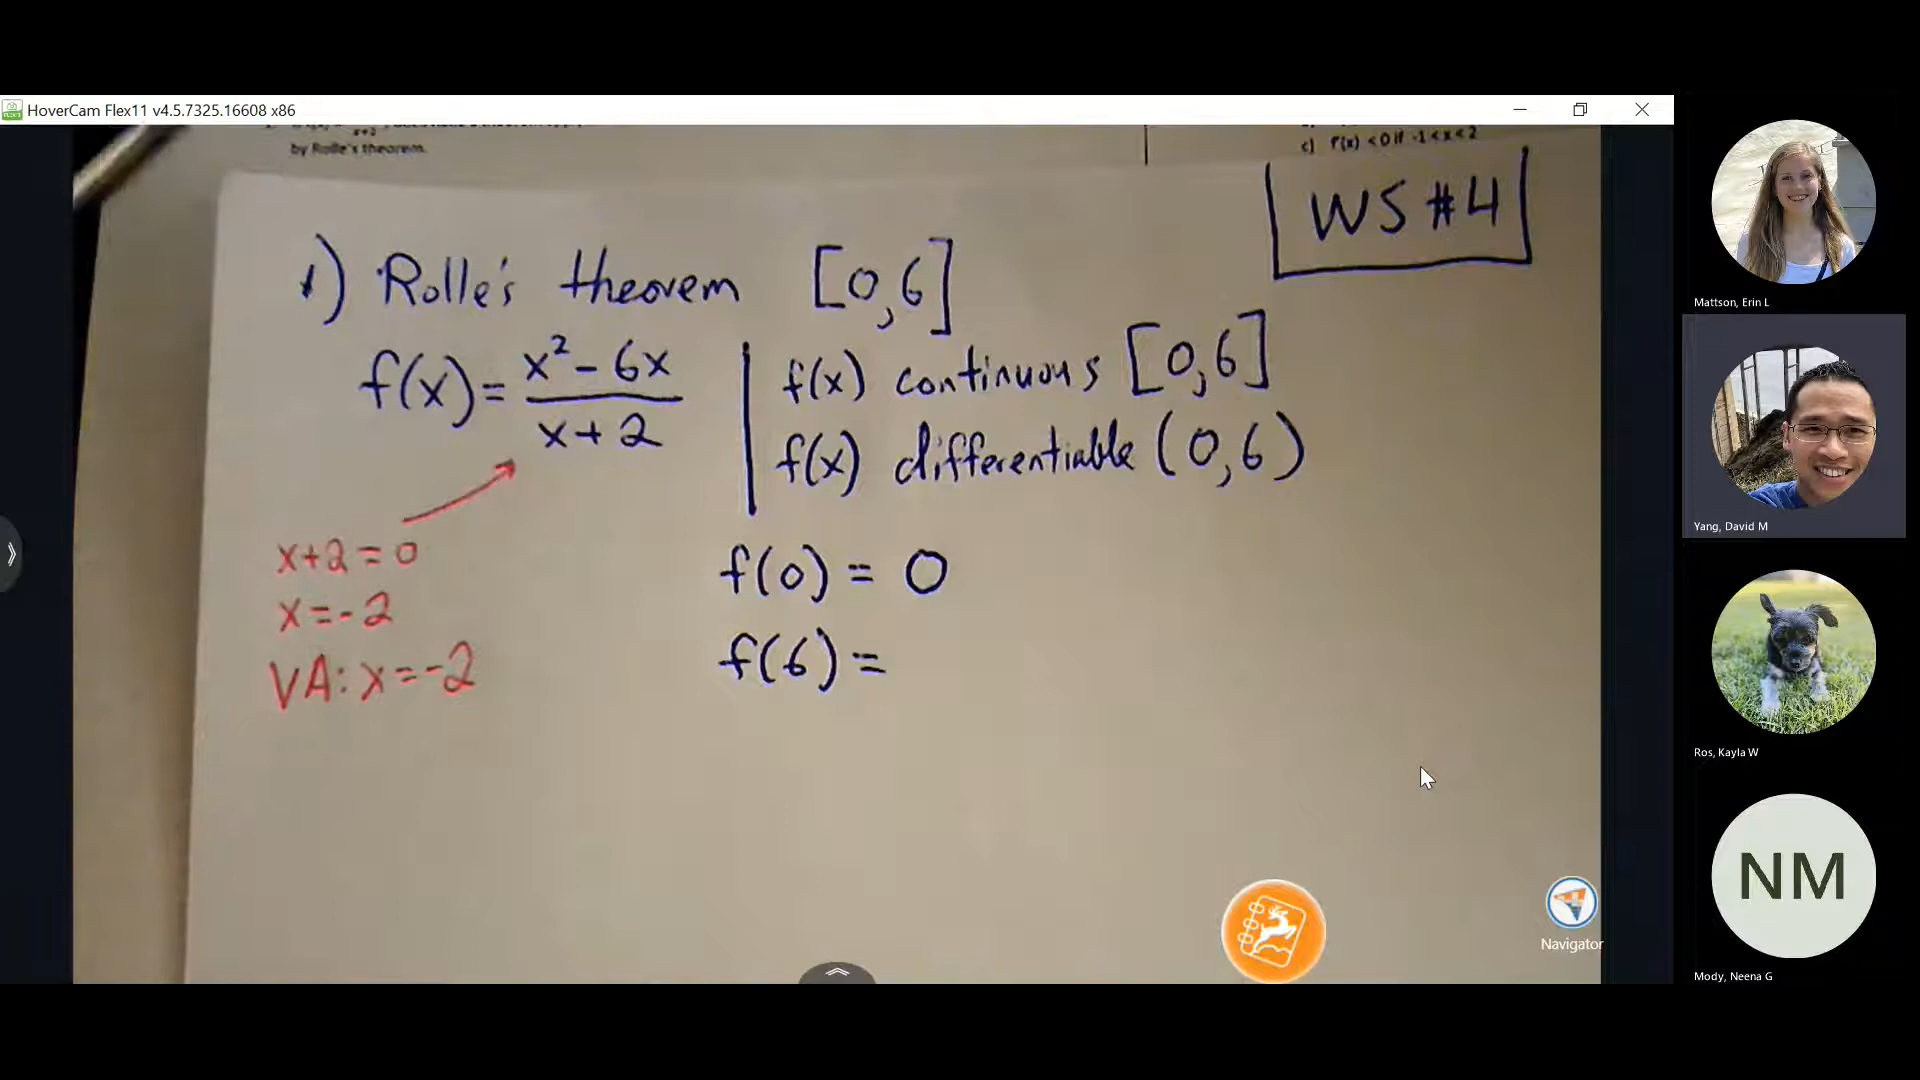 HoverCam Flex11 v4.5.7325.16608 x86
by Rolle's theorem.
c) f'(x) < 0 if -1 < x < 2
WS #4
1) Rolle's theorem [0,6]
f(x) = x² - 6x / x + 2
f(x) continuous [0,6]
f(x) differentiable (0,6)
x+2 = 0
x = -2
VA: x = -2
f(0) = 0
f(6) =
Navigator
Mattson, Erin L
Yang, David M
Ros, Kayla W
NM
Mody, Neena G